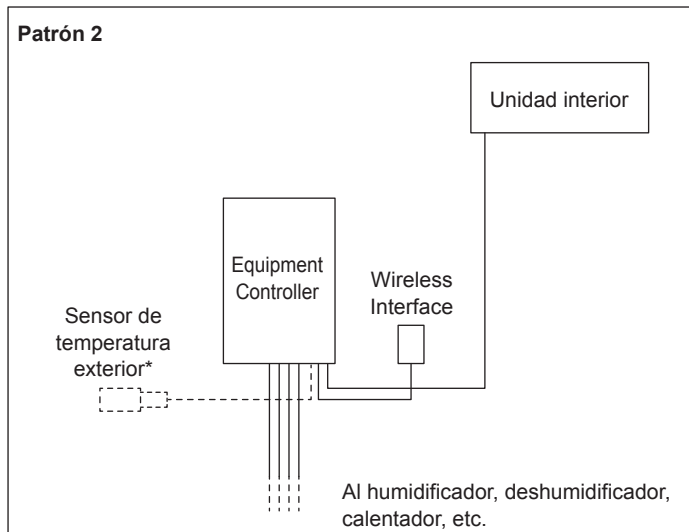 Patrón 2
Unidad interior
Equipment
Controller
Wireless
Interface
Sensor de
temperatura
exterior*
Al humidificador, deshumidificador,
calentador, etc.